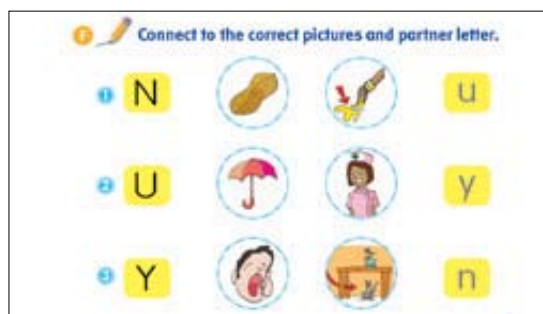 F Connect to the correct pictures and partner letter.
1 N u
2 U y
3 Y n